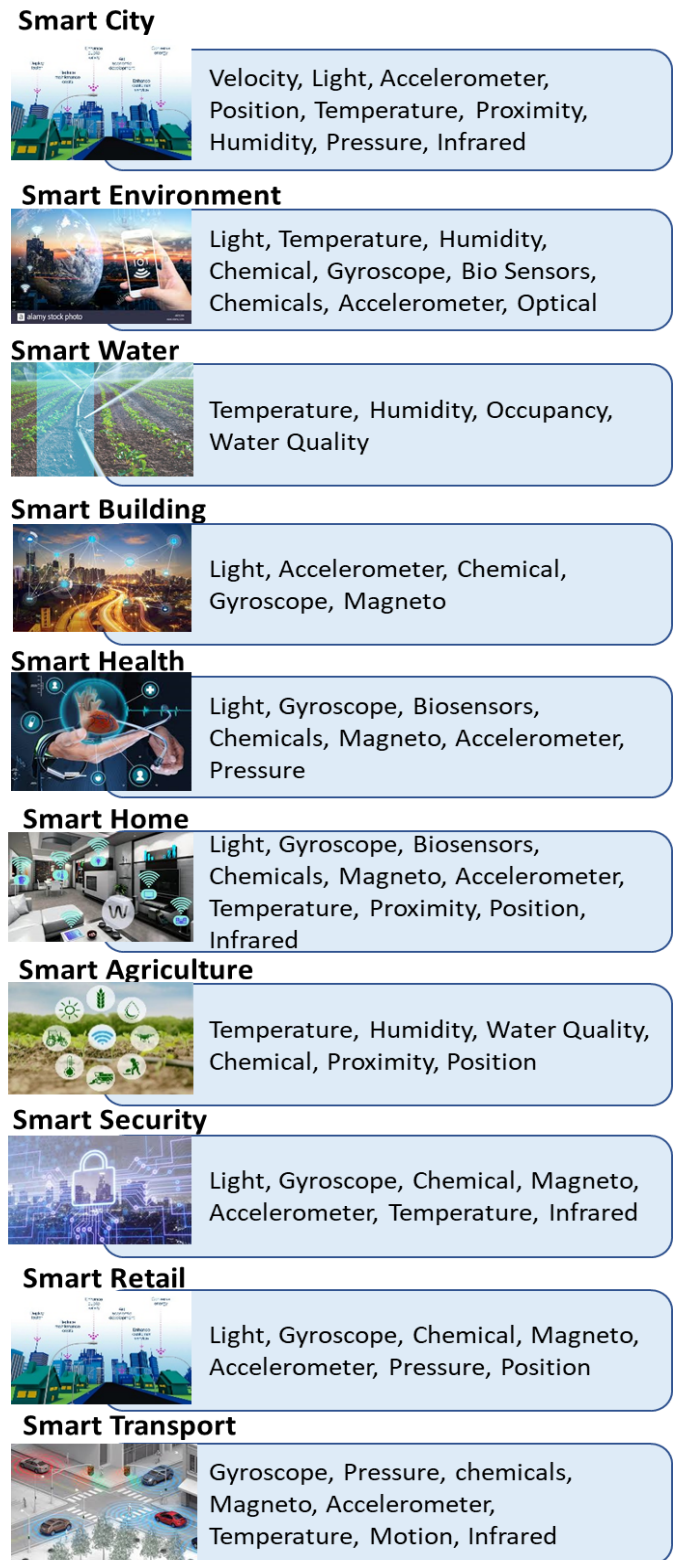 Smart City
Velocity, Light, Accelerometer,
Position, Temperature, Proximity,
Humidity, Pressure, Infrared
Smart Environment
alamy stock photo
Light, Temperature, Humidity,
Chemical, Gyroscope, Bio Sensors,
Chemicals, Accelerometer, Optical
Smart Water
Temperature, Humidity, Occupancy,
Water Quality
Smart Building
Light, Accelerometer, Chemical,
Gyroscope, Magneto
Smart Health
Light, Gyroscope, Biosensors,
Chemicals, Magneto, Accelerometer,
Pressure
Smart Home
W
Light, Gyroscope, Biosensors,
Chemicals, Magneto, Accelerometer,
Temperature, Proximity, Position,
Infrared
Smart Agriculture
Temperature, Humidity, Water Quality,
Chemical, Proximity, Position
Smart Security
Light, Gyroscope, Chemical, Magneto,
Accelerometer, Temperature, Infrared
Smart Retail
Light, Gyroscope, Chemical, Magneto,
Accelerometer, Pressure, Position
Smart Transport
Gyroscope, Pressure, chemicals,
Magneto, Accelerometer,
Temperature, Motion, Infrared